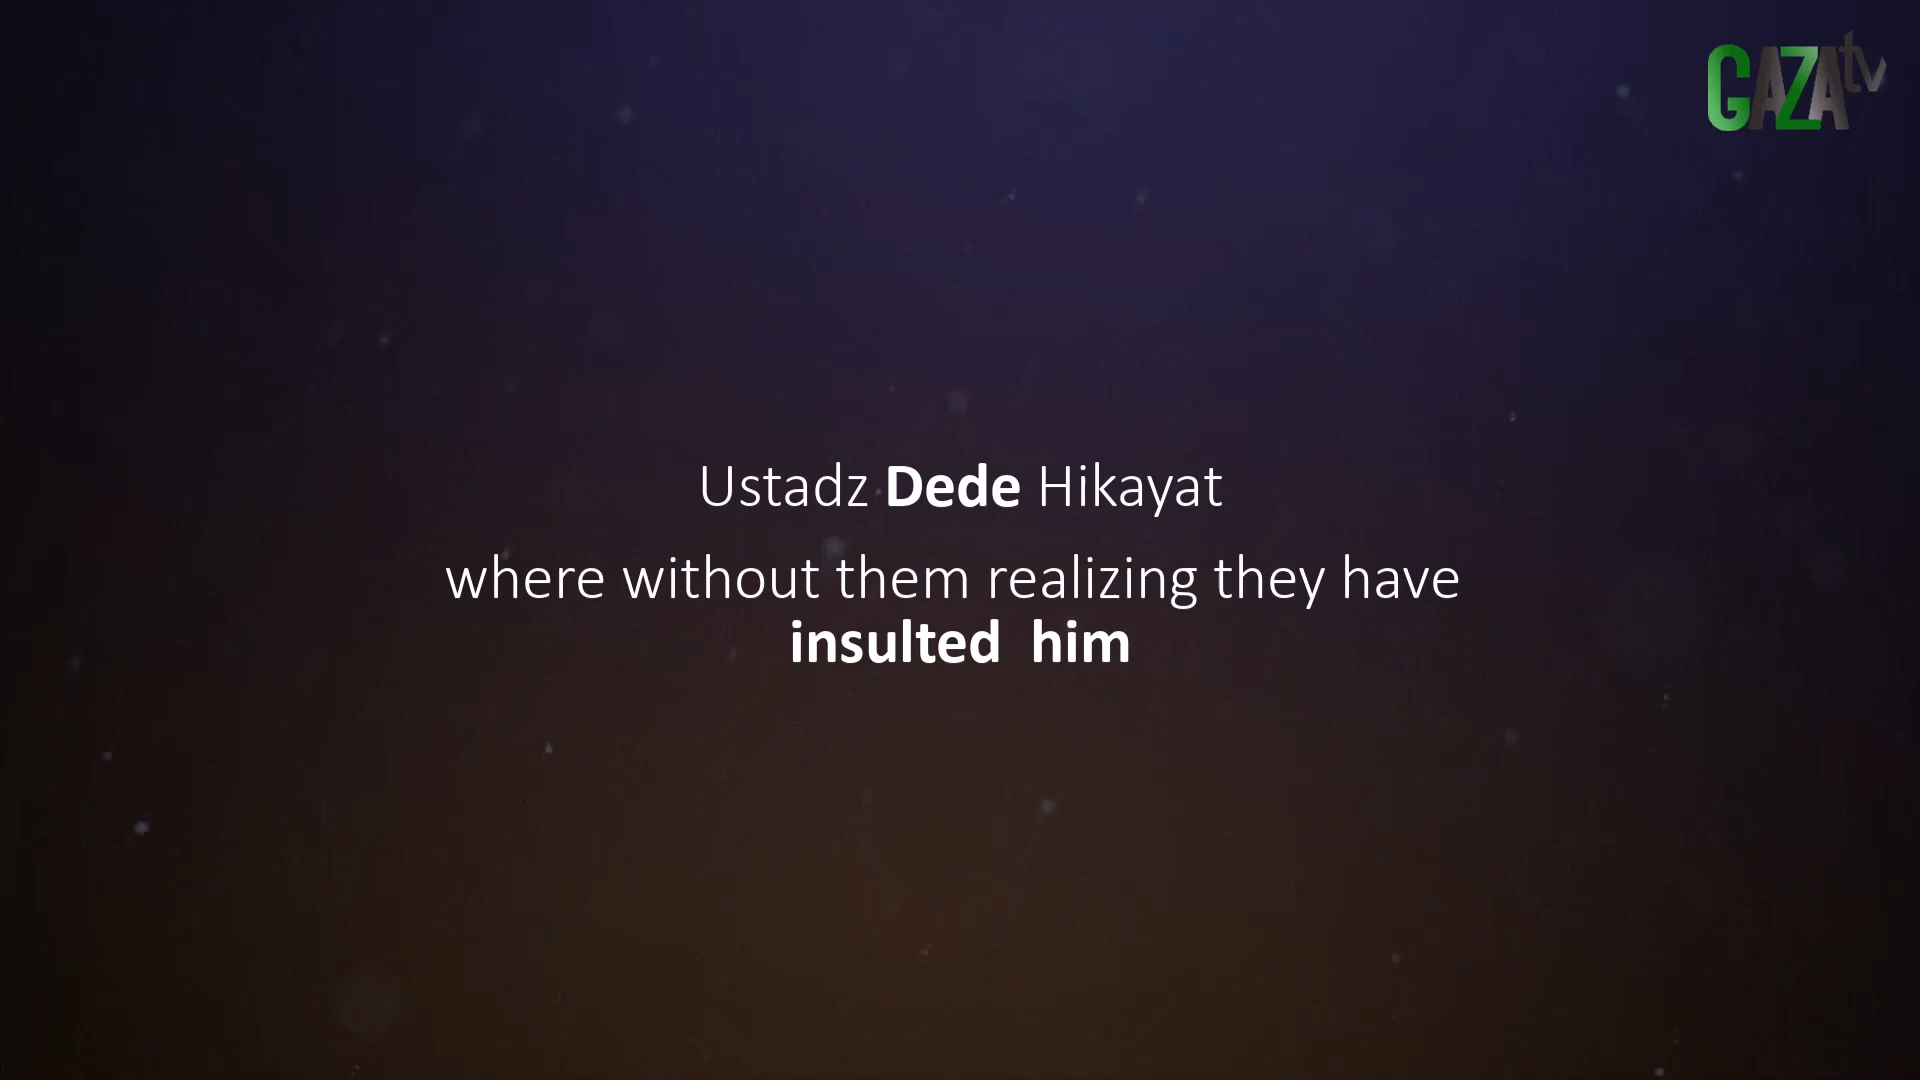 GAZAtv
Ustadz Dede Hikayat
where without them realizing they have
insulted him